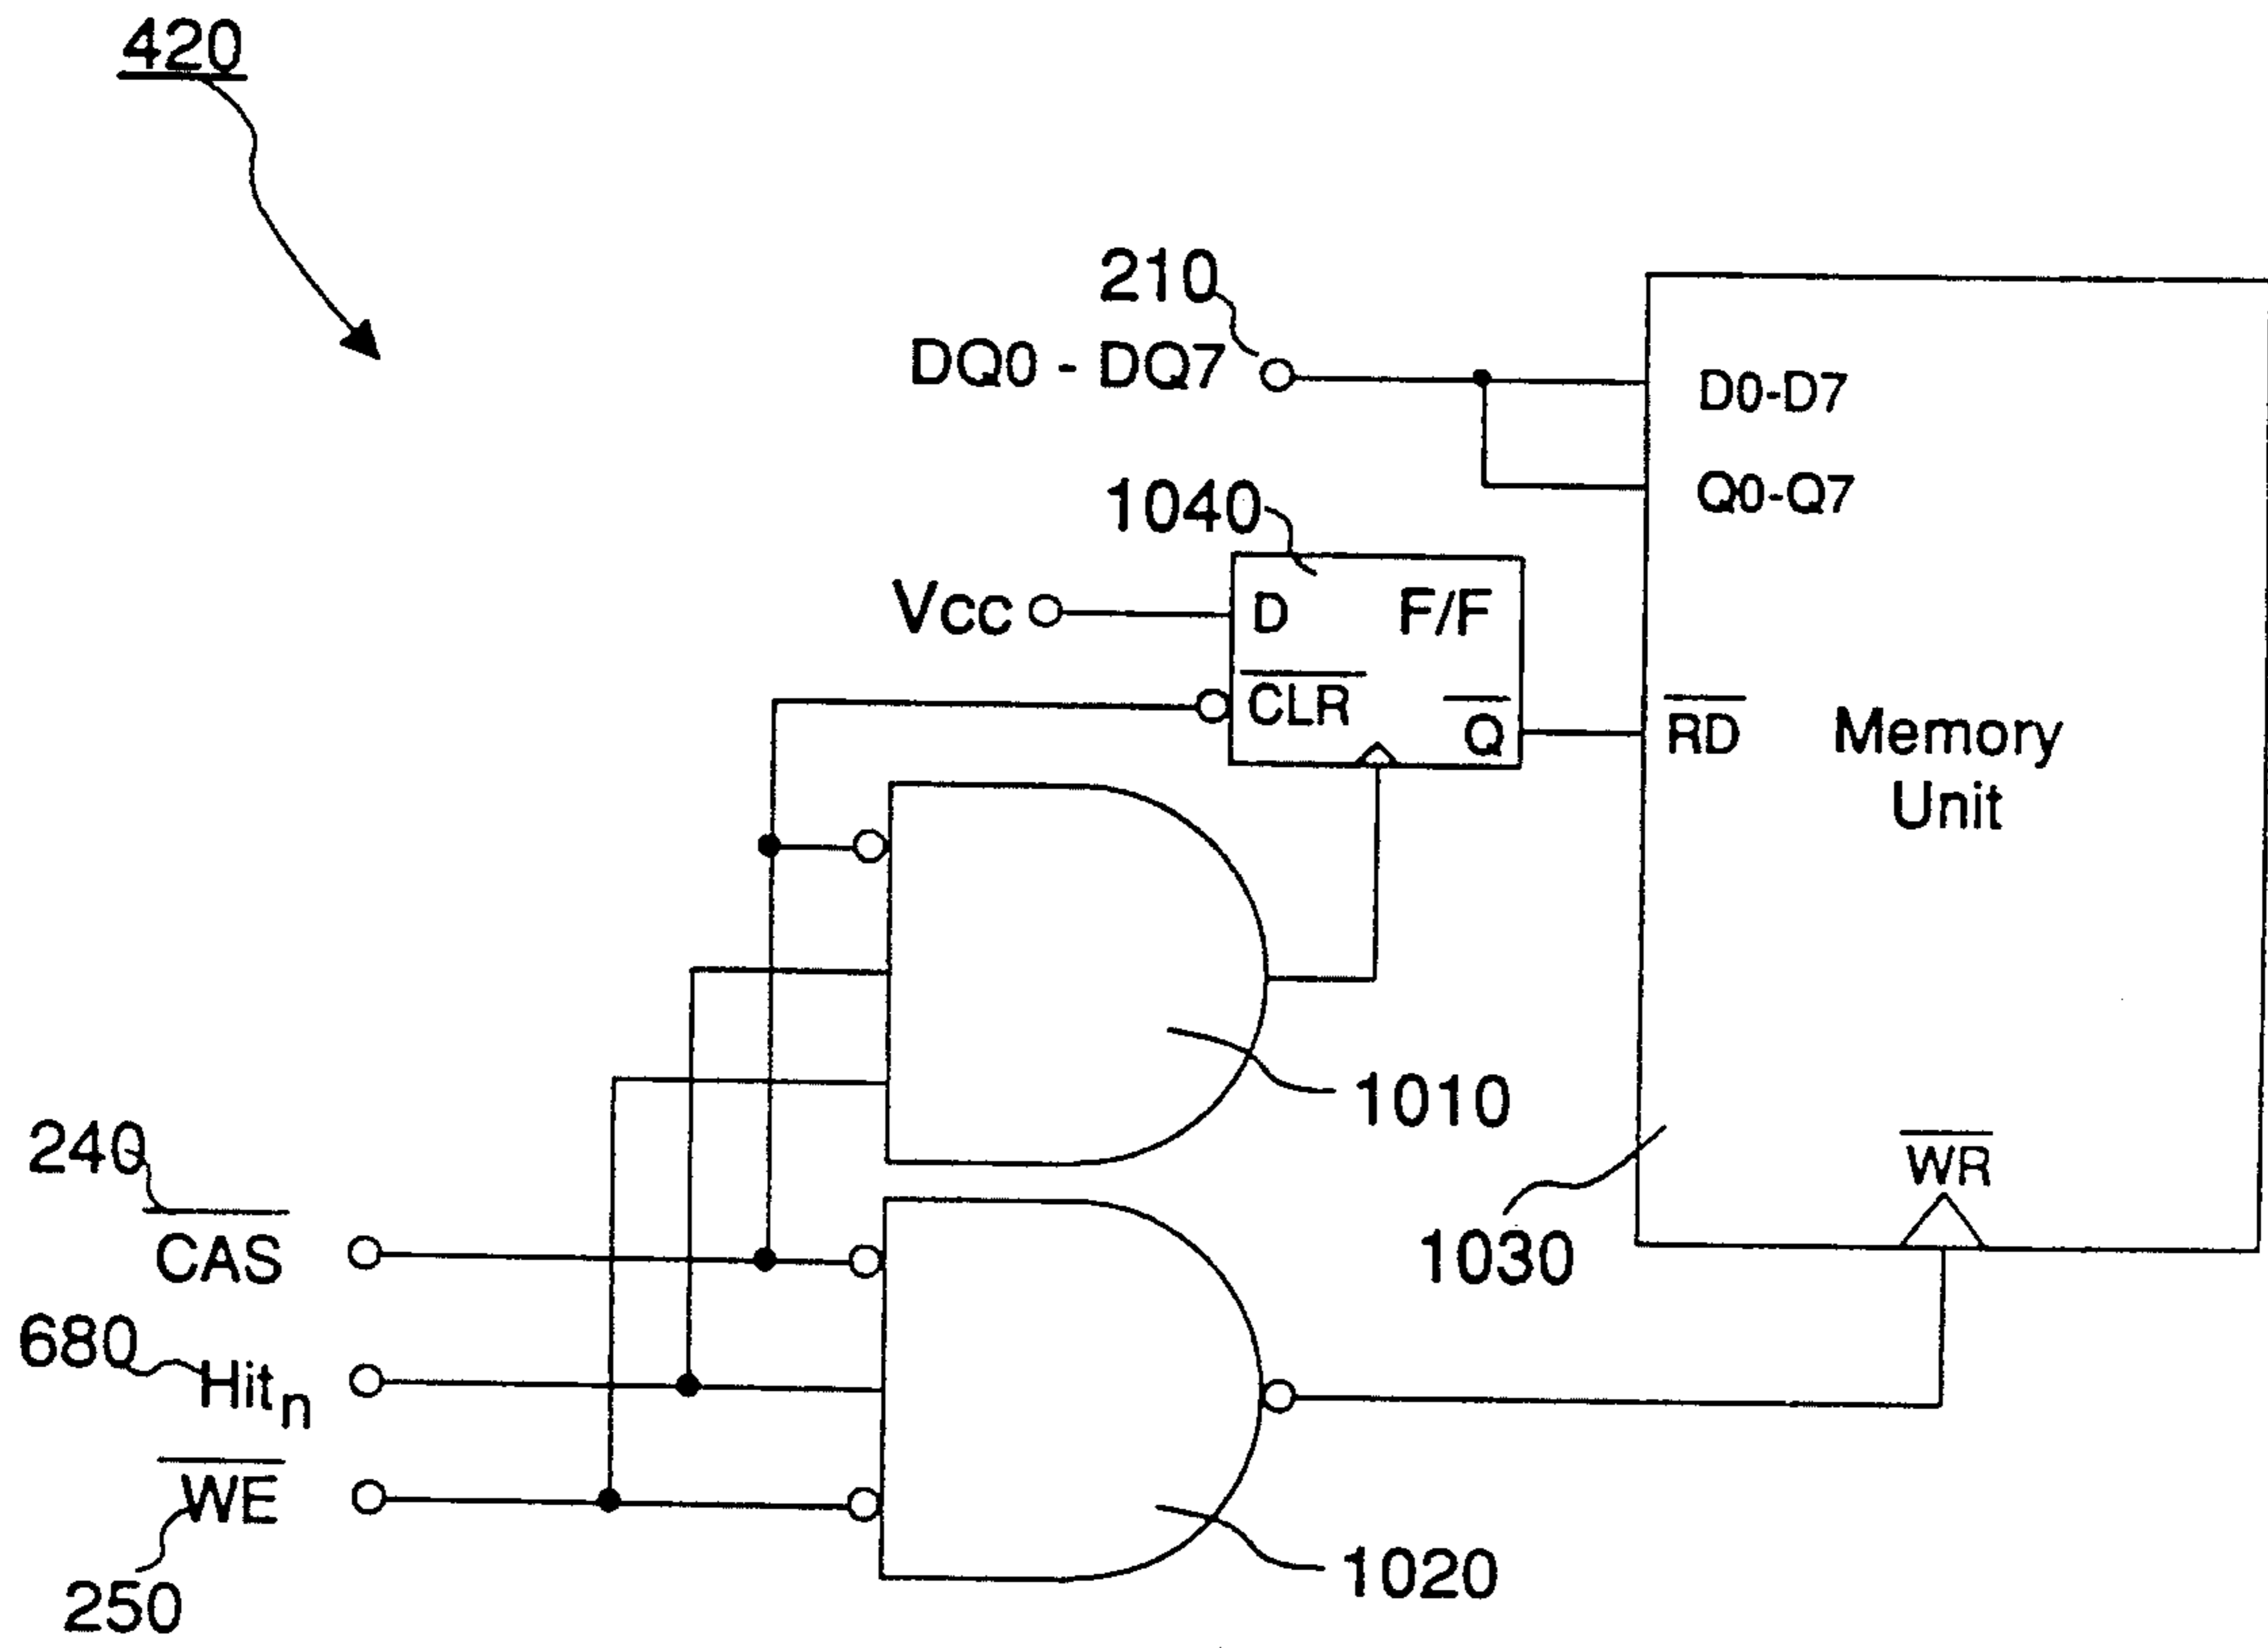 420
210
DQ0 - DQ7
D0-D7
Q0-Q7
1040
Vcc
D F/F
CLR
Q
RD
Memory
Unit
1010
240
CAS
WR
1030
680
Hitn
WE
250
1020